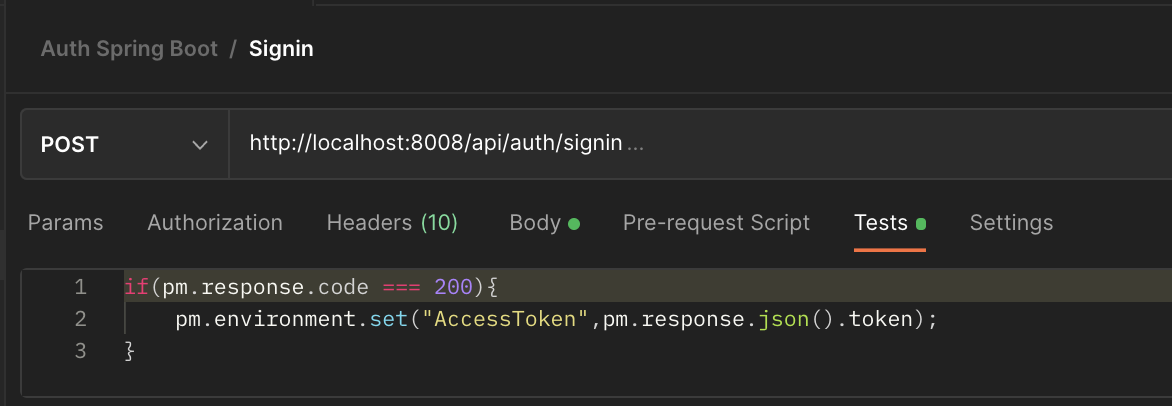 Auth Spring Boot / Signin
POST http://localhost:8008/api/auth/signin ...
Params Authorization Headers (10) Body Pre-request Script Tests Settings
1 if(pm.response.code === 200){
2     pm.environment.set("AccessToken",pm.response.json().token);
3 }